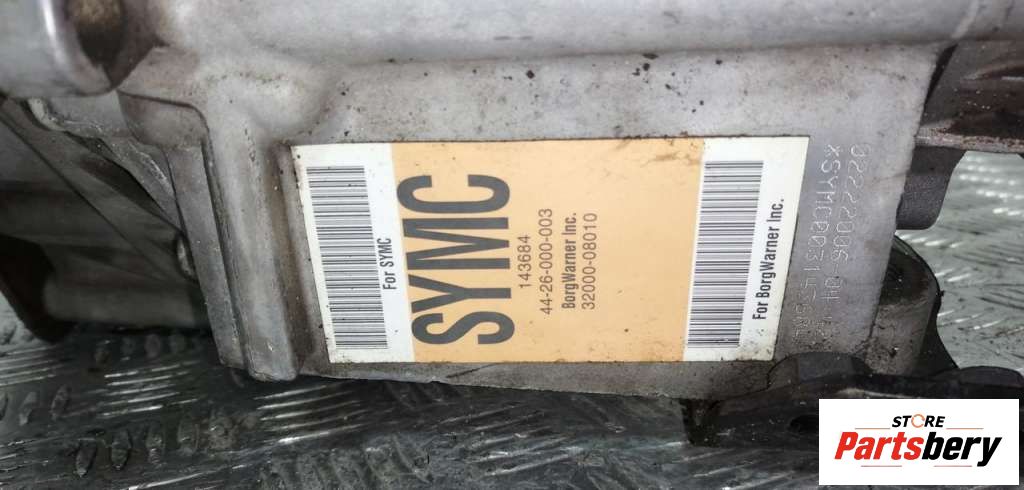 For SYMC
SYMC
143684
44-26-000-003
BorgWarner Inc.
32000-08010
For BorgWarner Inc.
STORE
Partsbery